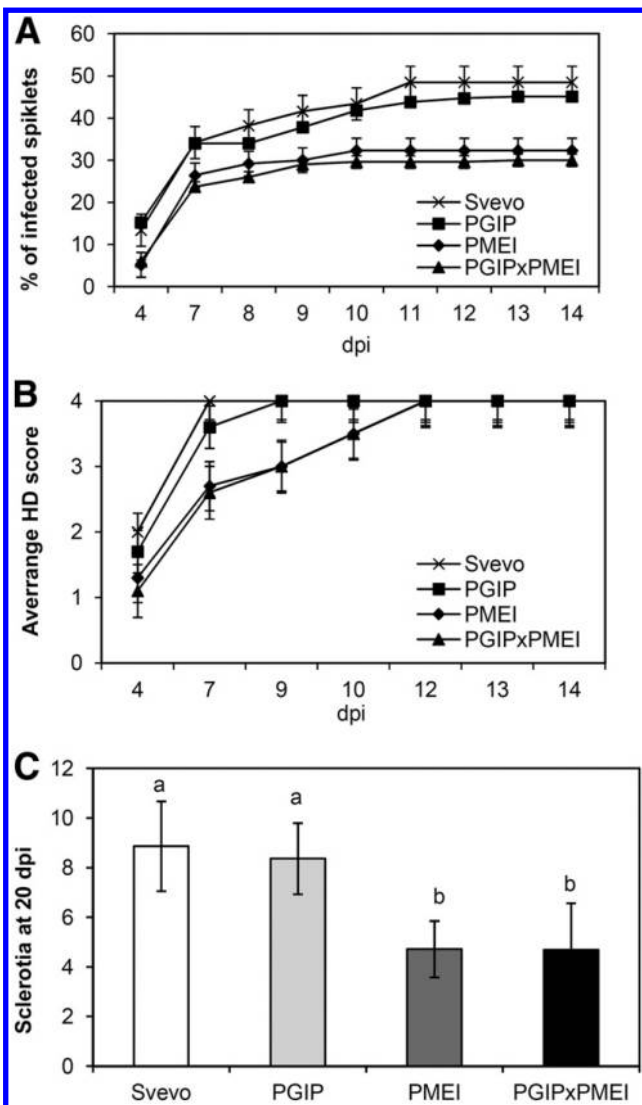 A
% of infected spiklets
60
50
40
30
20
10
0
Svevo
PGIP
PMEI
PGIPxPMEI
4 7 8 9 10 11 12 13 14
dpi
B
Averrange HD score
4
3
2
1
0
Svevo
PGIP
PMEI
PGIPxPMEI
4 7 9 10 12 13 14
dpi
C
Sclerotia at 20 dpi
12
10
8
6
4
2
0
a a b b
Svevo PGIP PMEI PGIPxPMEI